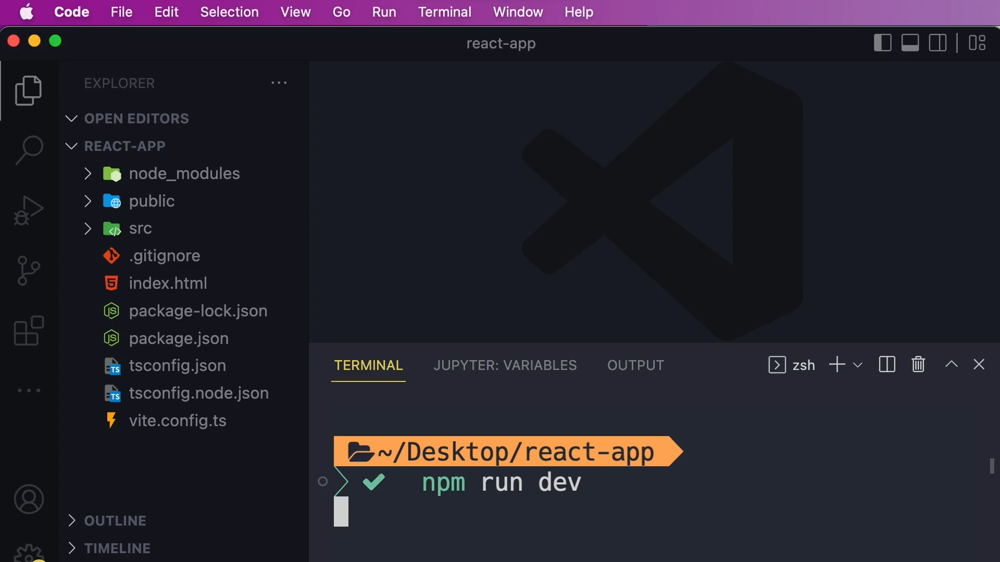 Code File Edit Selection View Go Run Terminal Window Help
react-app
EXPLORER
OPEN EDITORS
REACT-APP
node_modules
public
src
.gitignore
index.html
package-lock.json
package.json
tsconfig.json
tsconfig.node.json
vite.config.ts
OUTLINE
TIMELINE
TERMINAL JUPYTER: VARIABLES OUTPUT zsh
~/Desktop/react-app
npm run dev